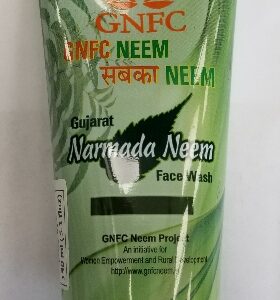 GNFC
GNFC NEEM
सबका NEEM
Gujarat
Narmada Neem
Face Wash
GNFC Neem Project
An initiative for
Women Empowerment and Rural Development